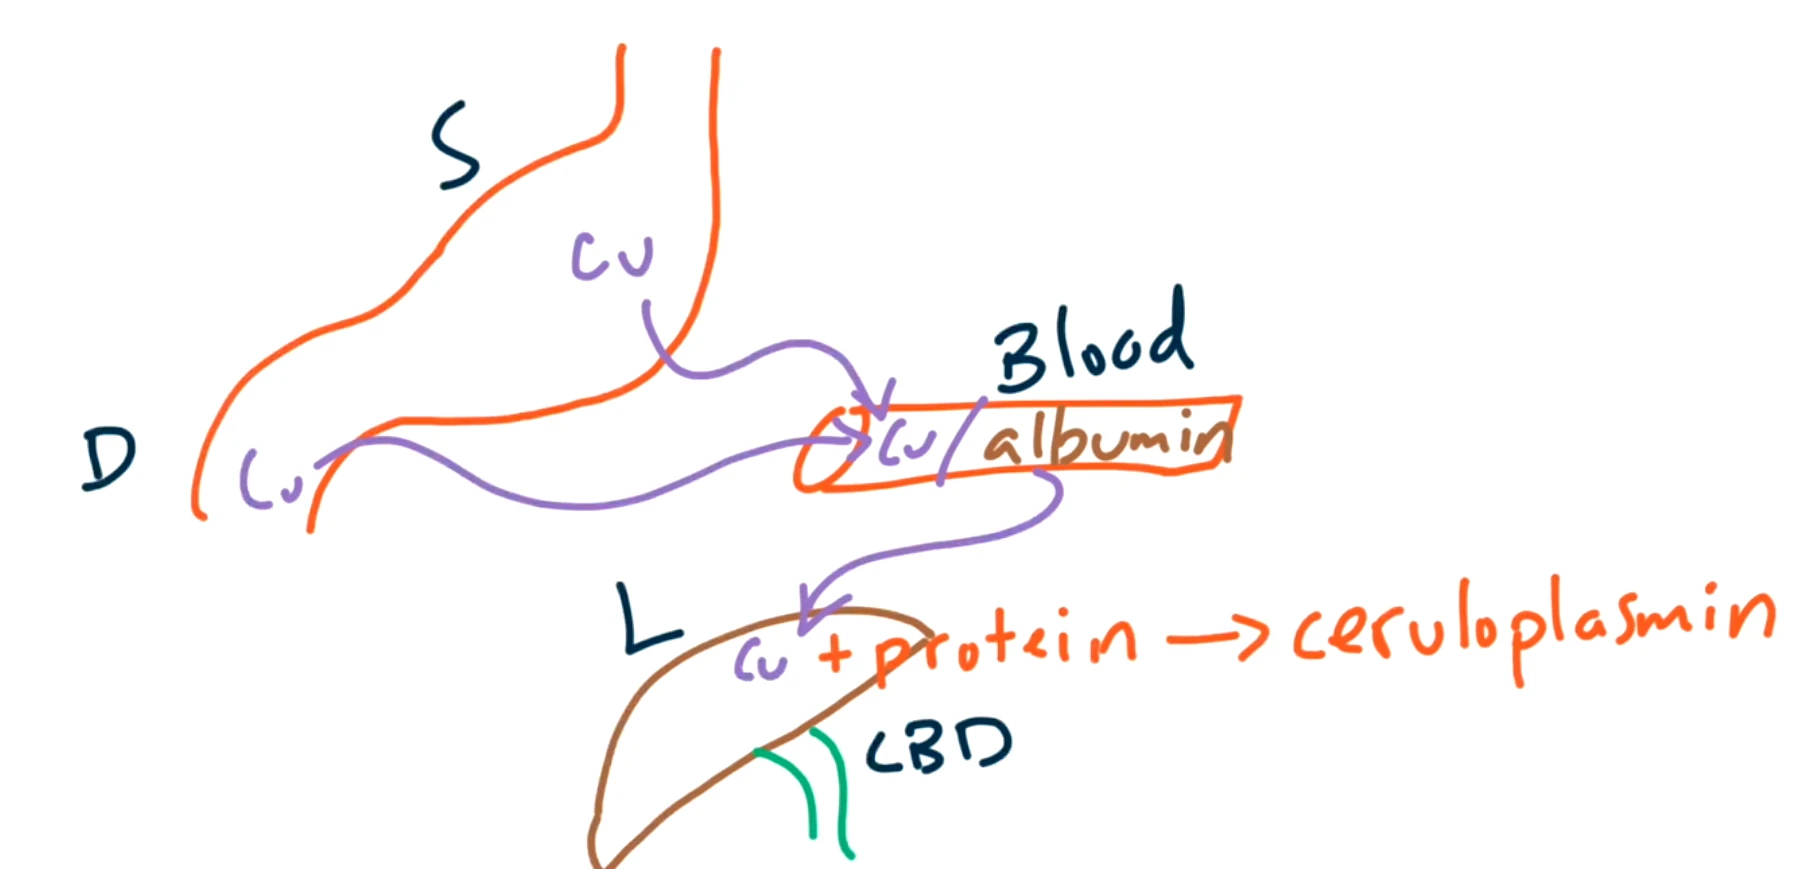 S
Cu
Blood
D
Cu
Cu/albumin
L
Cu + protein → ceruloplasmin
CBD